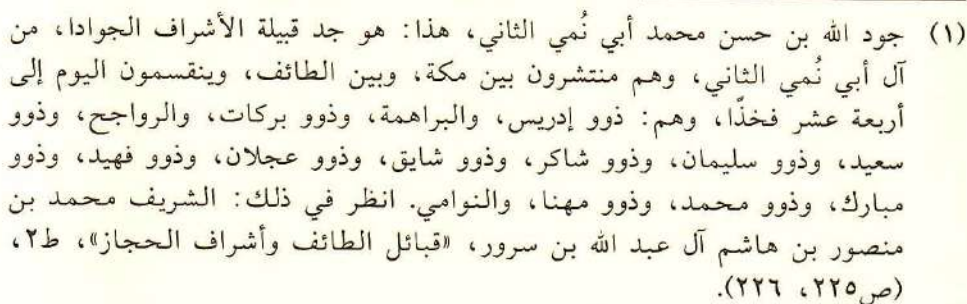 (١) جود الله بن حسن محمد أبي نُمي الثاني، هذا: هو جد قبيلة الأشراف الجوادا، من
آل أبي نُمي الثاني، وهم منتشرون بين مكة، وبين الطائف، وينقسمون اليوم إلى
أربعة عشر فخذًا، وهم: ذوو إدريس، والبراهمة، وذوو بركات، والرواجح، وذوو
سعيد، وذوو سليمان، وذوو شاكر، وذوو شايق، وذوو عجلان، وذوو فهيد، وذوو
مبارك، وذوو محمد، وذوو مهنا، والنوامي. انظر في ذلك: الشريف محمد بن
منصور بن هاشم آل عبد الله بن سرور، «قبائل الطائف وأشراف الحجاز»، ط٢،
(ص٢٢٥، ٢٢٦).